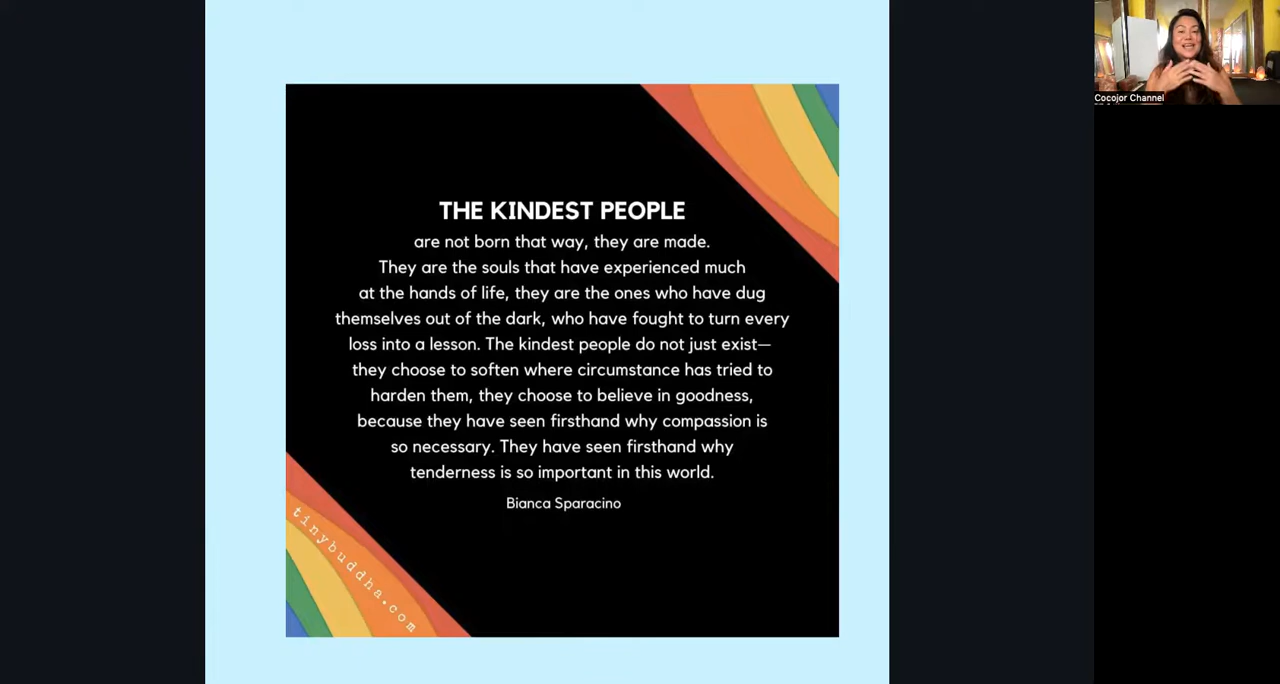 Cocojor Channel
THE KINDEST PEOPLE
are not born that way, they are made.
They are the souls that have experienced much
at the hands of life, they are the ones who have dug
themselves out of the dark, who have fought to turn every
loss into a lesson. The kindest people do not just exist—
they choose to soften where circumstance has tried to
harden them, they choose to believe in goodness,
because they have seen firsthand why compassion is
so necessary. They have seen firsthand why
tenderness is so important in this world.
Bianca Sparacino
tinybuddha.com